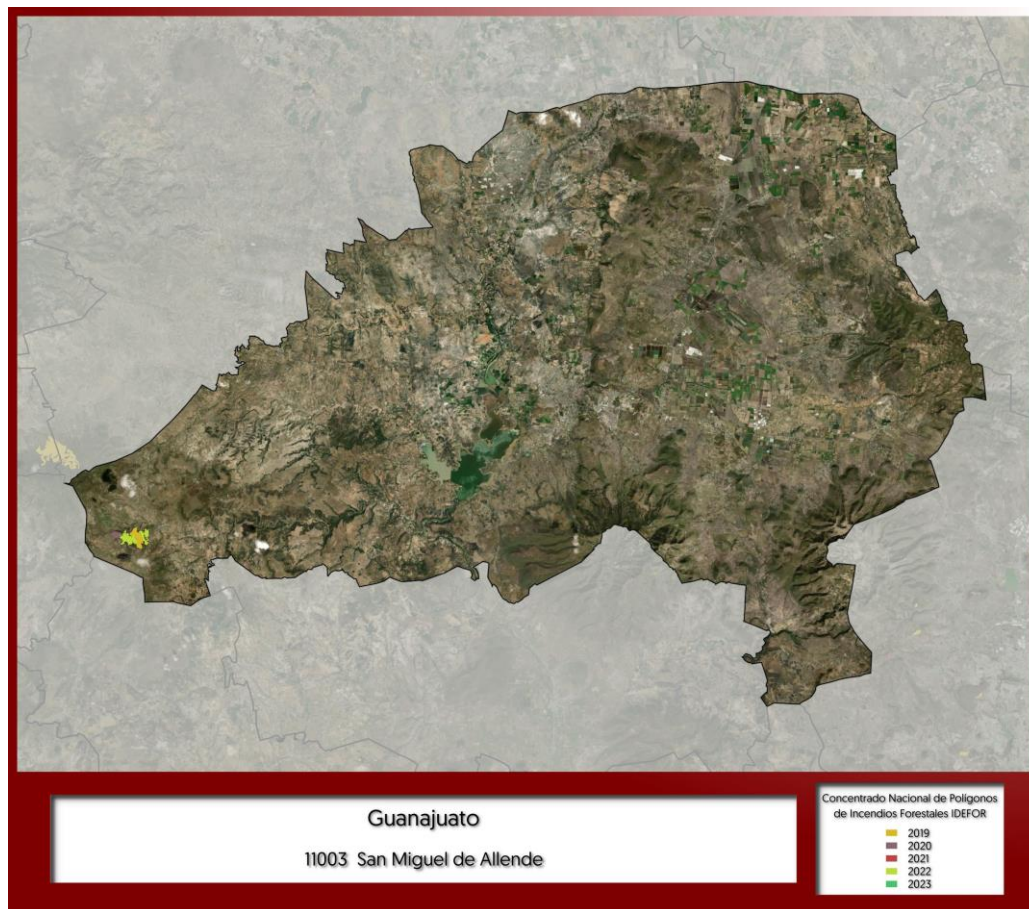 Guanajuato
11003 San Miguel de Allende
Concentrado Nacional de Polígonos
de Incendios Forestales IDEFOR
2019
2020
2021
2022
2023